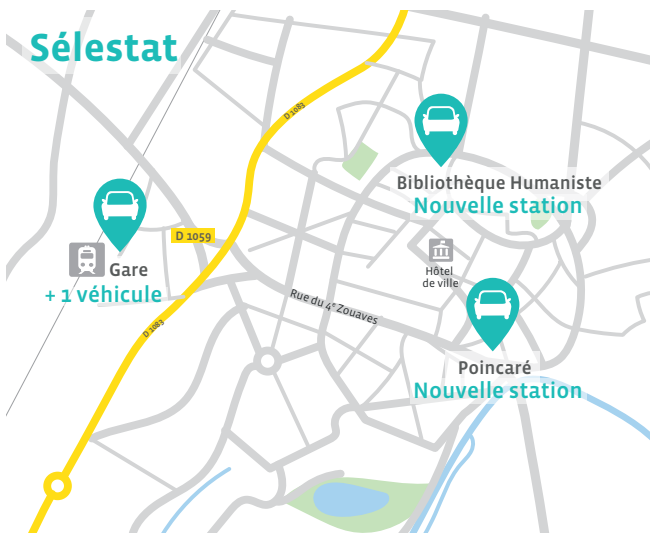 Sélestat
D 1083
Bibliothèque Humaniste
Nouvelle station
D 1059
Gare
+ 1 véhicule
Hôtel
de ville
Rue du 4e Zouaves
D 1083
Poincaré
Nouvelle station